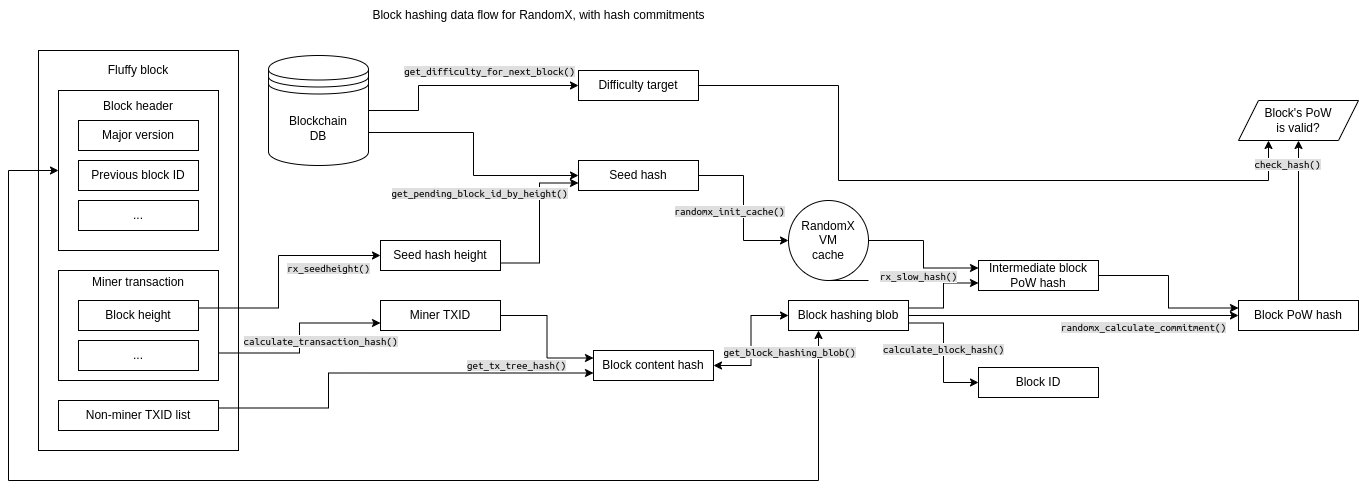 Block hashing data flow for RandomX, with hash commitments
Fluffy block
Block header
Major version
Previous block ID
...
Miner transaction
Block height
...
Non-miner TXID list
Blockchain
DB
get_difficulty_for_next_block()
Difficulty target
Seed hash
get_pending_block_id_by_height()
rx_seedheight()
Seed hash height
calculate_transaction_hash()
Miner TXID
get_tx_tree_hash()
Block content hash
randomx_init_cache()
RandomX
VM
cache
get_block_hashing_blob()
Block hashing blob
rx_slow_hash()
Intermediate block
PoW hash
calculate_block_hash()
Block ID
randomx_calculate_commitment()
Block PoW hash
check_hash()
Block's PoW
is valid?